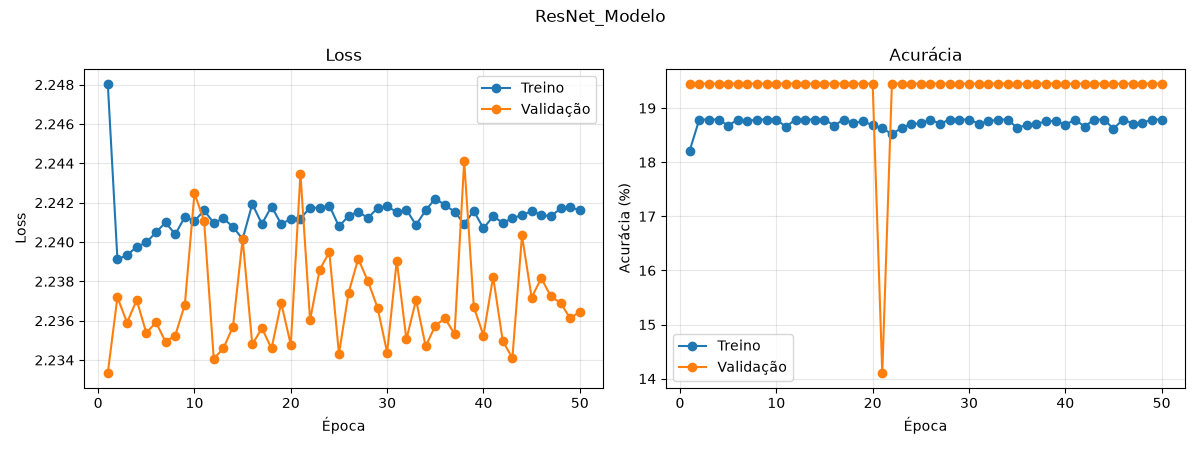 ResNet_Modelo
Loss
Treino
Validação
2.248
2.246
2.244
2.242
2.240
2.238
2.236
2.234
Loss
0
10
20
30
40
50
Época
Acurácia
19
18
17
16
15
14
Acurácia (%)
Treino
Validação
0
10
20
30
40
50
Época